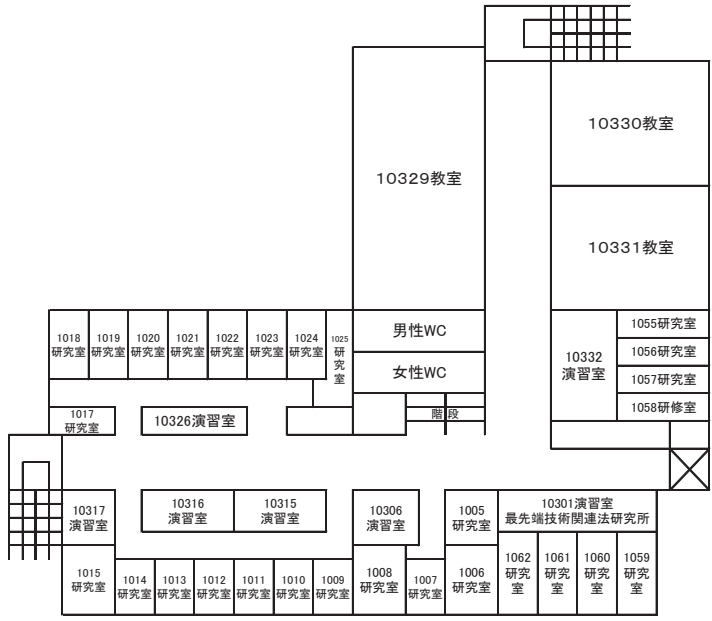 10330教室
10329教室
10331教室
1018
研究室
1019
研究室
1020
研究室
1021
研究室
1022
研究室
1023
研究室
1024
研究室
1025
研
究
室
男性WC
女性WC
階 段
10332
演習室
1055研究室
1056研究室
1057研究室
1058研修室
1017
研究室
10326演習室
10317
演習室
10316
演習室
10315
演習室
10306
演習室
1005
研究室
10301演習室
最先端技術関連法研究所
1015
研究室
1014
研究室
1013
研究室
1012
研究室
1011
研究室
1010
研究室
1009
研究室
1008
研究室
1007
研究室
1006
研究室
1062
研究
室
1061
研究
室
1060
研究
室
1059
研究
室